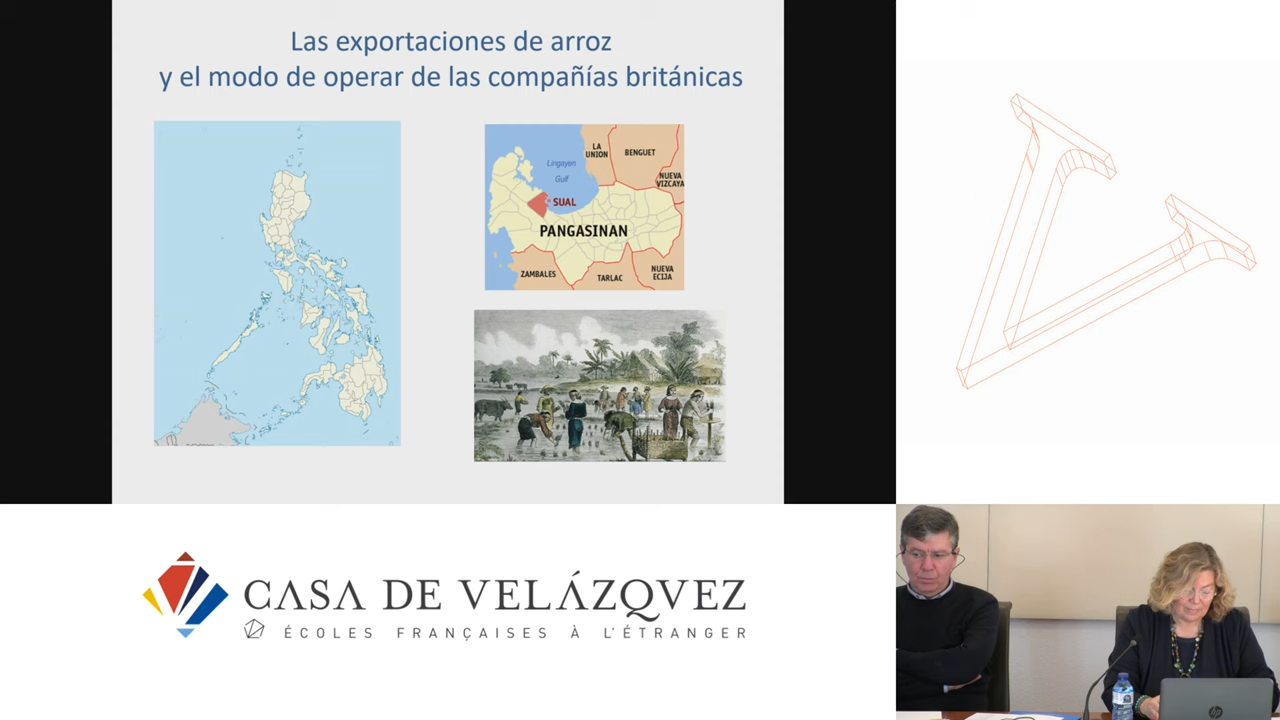 Las exportaciones de arroz
y el modo de operar de las compañías británicas
Lingayen
Gulf
LA
UNION
BENGUET
NUEVA
VIZCAYA
SUAL
PANGASINAN
ZAMBALES
TARLAC
NUEVA
ECIJA
CASA DE VELÁZQVEZ
ÉCOLES FRANÇAISES À L'ÉTRANGER
hp